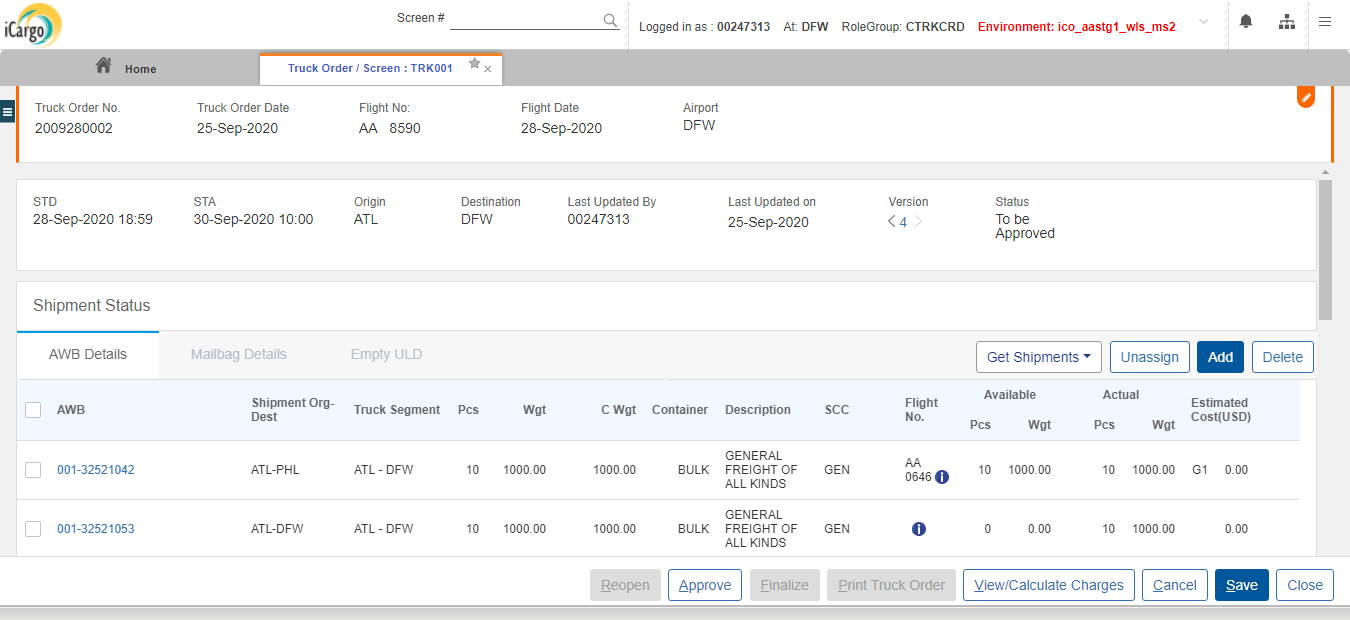 iCargo
Screen #
Logged in as : 00247313 At: DFW RoleGroup: CTRKCRD Environment: ico_aastg1_wls_ms2
Home
Truck Order / Screen : TRK001
Truck Order No. Truck Order Date Flight No: Flight Date Airport
2009280002 25-Sep-2020 AA 8590 28-Sep-2020 DFW
STD STA Origin Destination Last Updated By Last Updated on Version Status
28-Sep-2020 18:59 30-Sep-2020 10:00 ATL DFW 00247313 25-Sep-2020 4 To be
Approved
Shipment Status
AWB Details Mailbag Details Empty ULD
Get Shipments Unassign Add Delete
AWB Shipment Org-
Dest Truck Segment Pcs Wgt C Wgt Container Description SCC Flight
No. Available
Pcs Wgt Actual
Pcs Wgt Estimated
Cost(USD)
001-32521042 ATL-PHL ATL - DFW 10 1000.00 1000.00 BULK GENERAL
FREIGHT OF
ALL KINDS GEN AA
0646 10 1000.00 10 1000.00 G1 0.00
001-32521053 ATL-DFW ATL - DFW 10 1000.00 1000.00 BULK GENERAL
FREIGHT OF
ALL KINDS GEN 0 0.00 10 1000.00 0.00
Reopen Approve Finalize Print Truck Order View/Calculate Charges Cancel Save Close